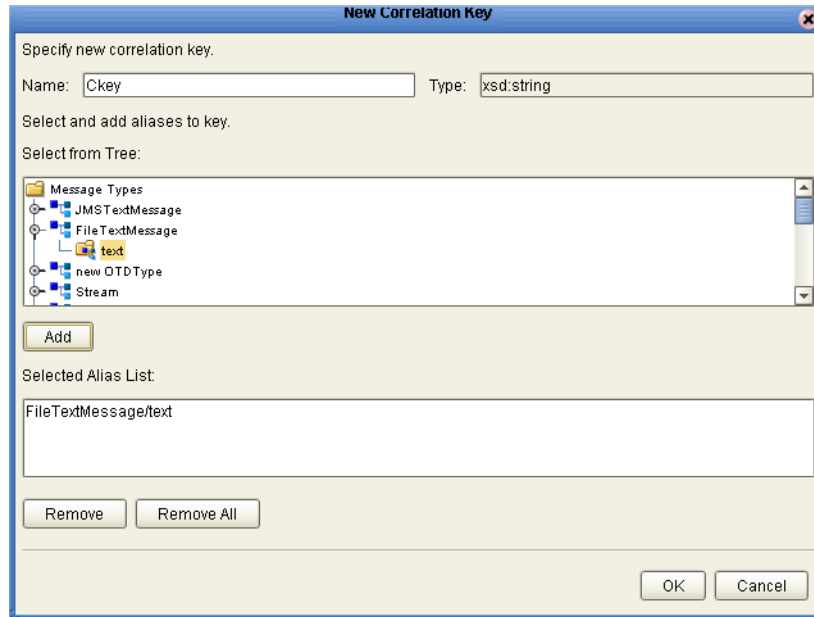 New Correlation Key
Specify new correlation key.
Name: Ckey Type: xsd:string
Select and add aliases to key.
Select from Tree:
Message Types
JMSTextMessage
FileTextMessage
text
new OTDType
Stream
Add
Selected Alias List:
FileTextMessage/text
Remove Remove All
OK Cancel